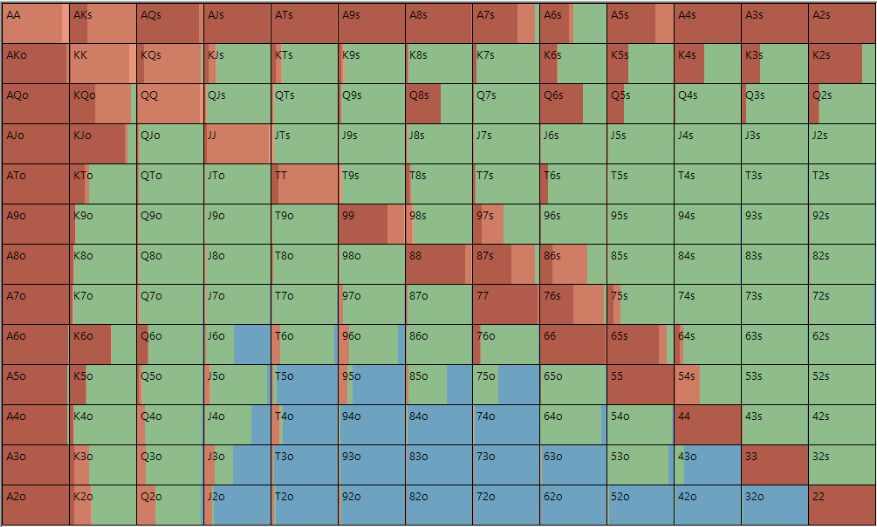 AA AKs AQs AJs ATs A9s A8s A7s A6s A5s A4s A3s A2s
AKo KK KQs KJs KTs K9s K8s K7s K6s K5s K4s K3s K2s
AQo KQo QQ QJs QTs Q9s Q8s Q7s Q6s Q5s Q4s Q3s Q2s
AJo KJo QJo JJ JTs J9s J8s J7s J6s J5s J4s J3s J2s
ATo KTo QTo JTo TT T9s T8s T7s T6s T5s T4s T3s T2s
A9o K9o Q9o J9o T9o 99 98s 97s 96s 95s 94s 93s 92s
A8o K8o Q8o J8o T8o 98o 88 87s 86s 85s 84s 83s 82s
A7o K7o Q7o J7o T7o 97o 87o 77 76s 75s 74s 73s 72s
A6o K6o Q6o J6o T6o 96o 86o 76o 66 65s 64s 63s 62s
A5o K5o Q5o J5o T5o 95o 85o 75o 65o 55 54s 53s 52s
A4o K4o Q4o J4o T4o 94o 84o 74o 64o 54o 44 43s 42s
A3o K3o Q3o J3o T3o 93o 83o 73o 63o 53o 43o 33 32s
A2o K2o Q2o J2o T2o 92o 82o 72o 62o 52o 42o 32o 22